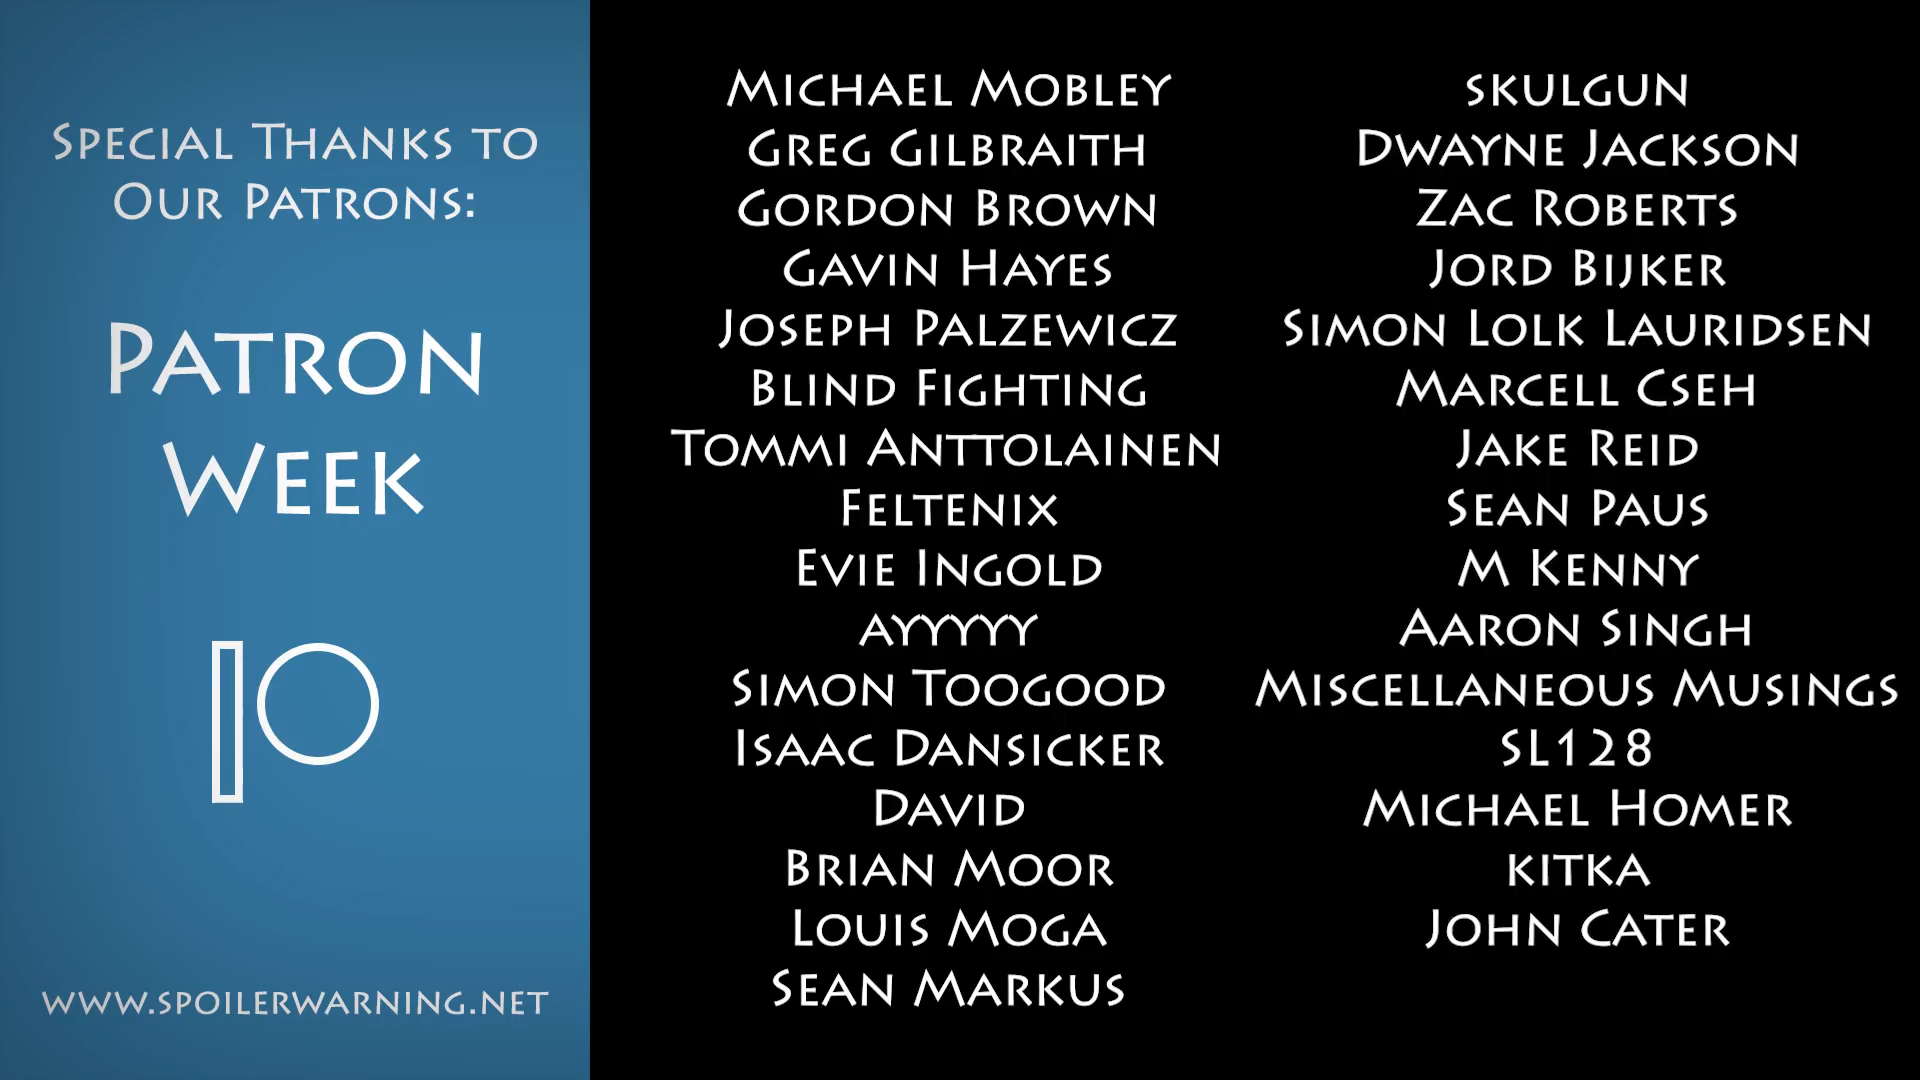 Special Thanks to
Our Patrons:
Patron
Week
www.spoilerwarning.net
Michael Mobley
Greg Gilbraith
Gordon Brown
Gavin Hayes
Joseph Palzewicz
Blind Fighting
Tommi Anttolainen
Feltenix
Evie Ingold
ayyyyy
Simon Toogood
Isaac Dansicker
David
Brian Moor
Louis Moga
Sean Markus
skulgun
Dwayne Jackson
Zac Roberts
Jord Bijker
Simon Lolk Lauridsen
Marcell Cseh
Jake Reid
Sean Paus
M Kenny
Aaron Singh
Miscellaneous Musings
SL128
Michael Homer
kitka
John Cater